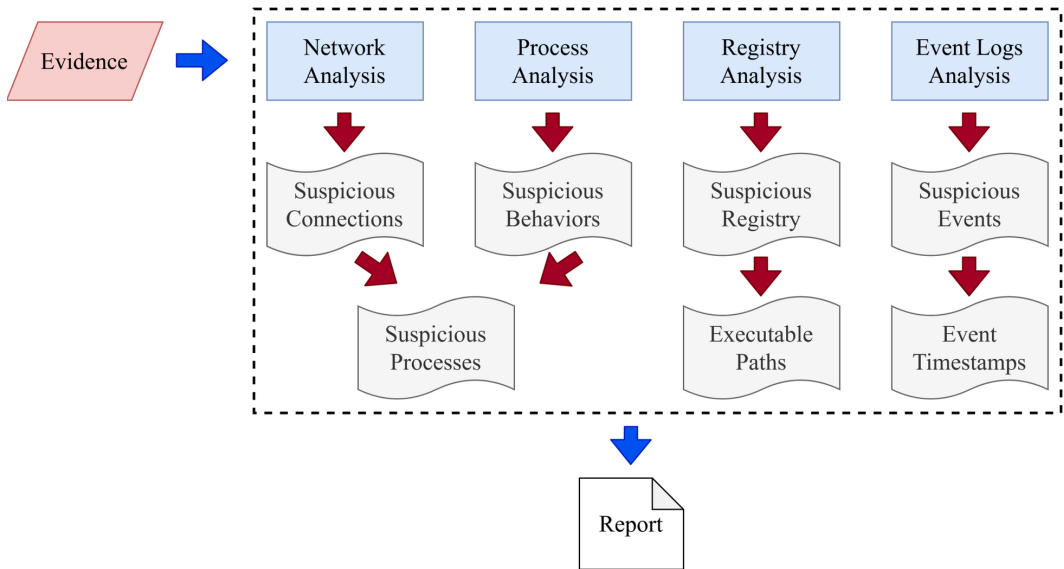 Evidence
Network
Analysis
Process
Analysis
Registry
Analysis
Event Logs
Analysis
Suspicious
Connections
Suspicious
Behaviors
Suspicious
Registry
Suspicious
Events
Suspicious
Processes
Executable
Paths
Event
Timestamps
Report